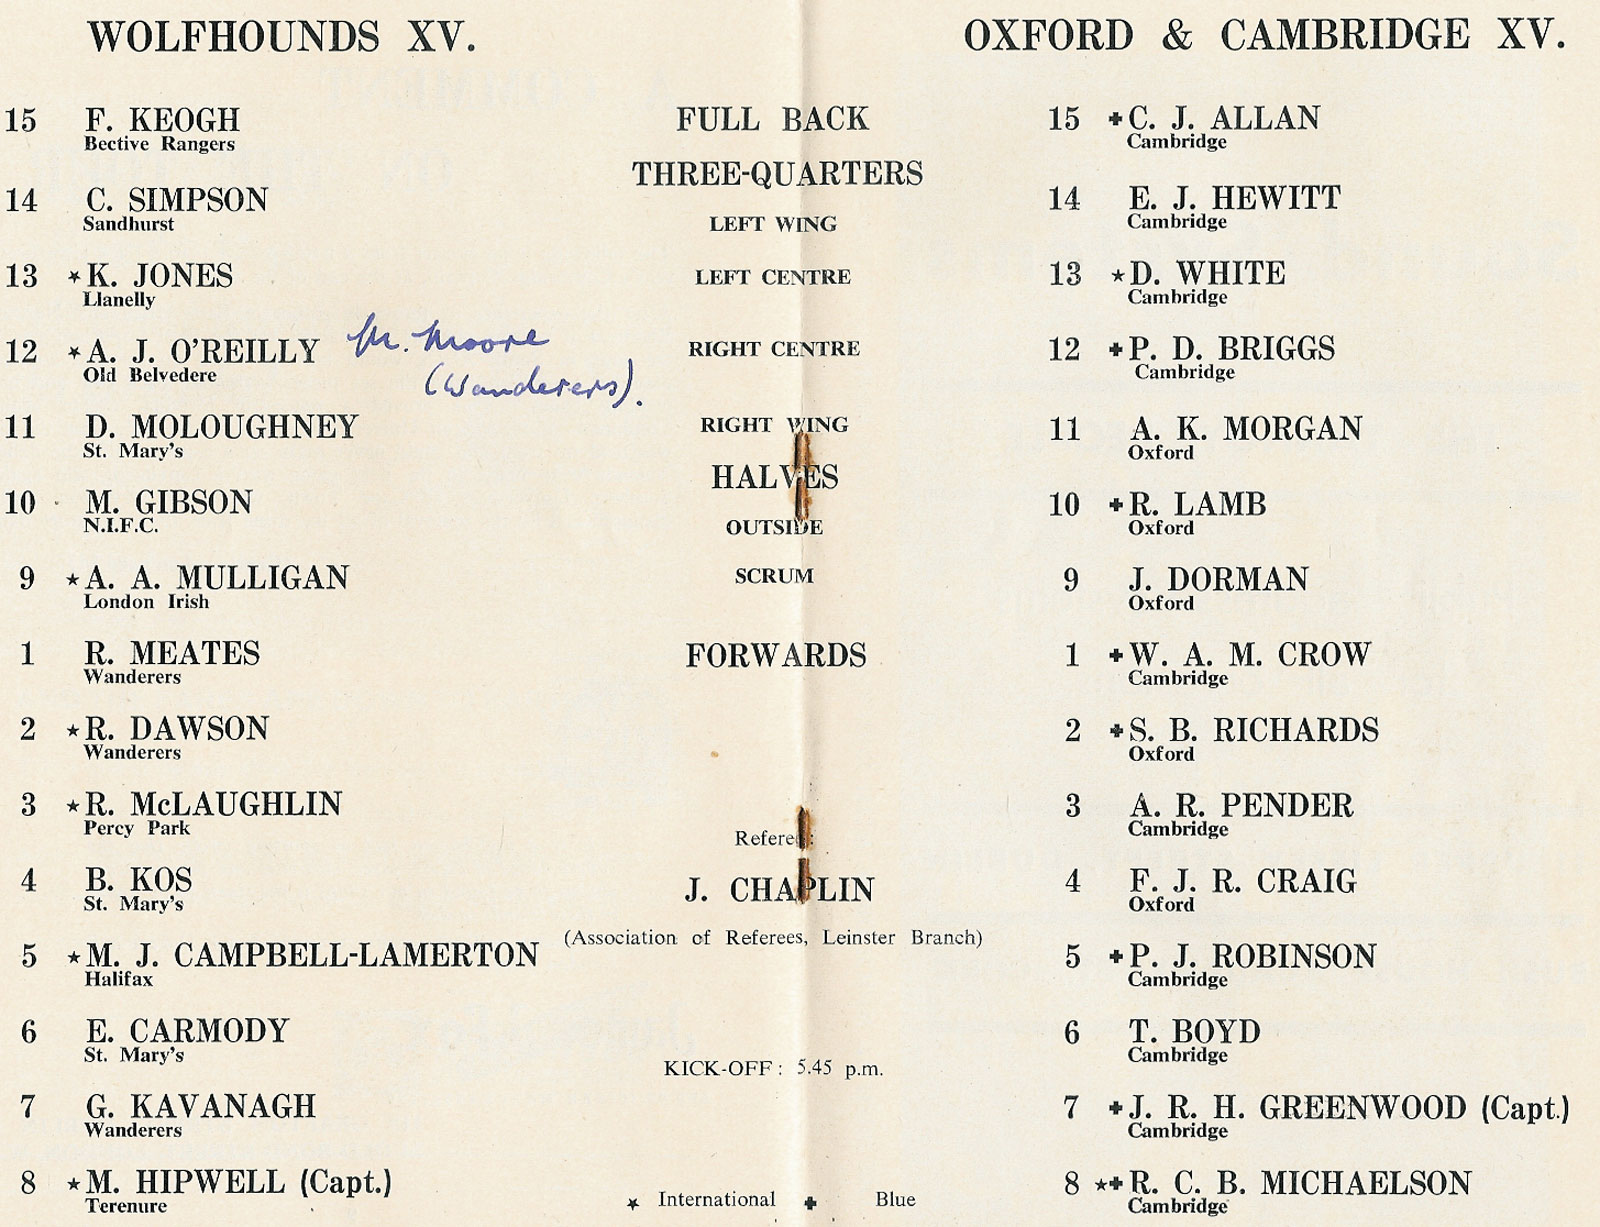 WOLFHOUNDS XV.
15 F. KEOGH
Bective Rangers
14 C. SIMPSON
Sandhurst
13 ★K. JONES
Llanelly
12 ★A. J. O'REILLY M. Moore
Old Belvedere (Wanderers).
11 D. MOLOUGHNEY
St. Mary's
10 M. GIBSON
N.I.F.C.
9 ★A. A. MULLIGAN
London Irish
1 R. MEATES
Wanderers
2 ★R. DAWSON
Wanderers
3 ★R. McLAUGHLIN
Percy Park
4 B. KOS
St. Mary's
5 ★M. J. CAMPBELL-LAMERTON
Halifax
6 E. CARMODY
St. Mary's
7 G. KAVANAGH
Wanderers
8 ★M. HIPWELL (Capt.)
Terenure
FULL BACK
THREE-QUARTERS
LEFT WING
LEFT CENTRE
RIGHT CENTRE
RIGHT WING
HALVES
OUTSIDE
SCRUM
FORWARDS
Referee:
J. CHAPLIN
(Association of Referees, Leinster Branch)
KICK-OFF: 5.45 p.m.
★ International ✚ Blue
OXFORD & CAMBRIDGE XV.
15 ✚C. J. ALLAN
Cambridge
14 E. J. HEWITT
Cambridge
13 ★D. WHITE
Cambridge
12 ✚P. D. BRIGGS
Cambridge
11 A. K. MORGAN
Oxford
10 ✚R. LAMB
Oxford
9 J. DORMAN
Oxford
1 ✚W. A. M. CROW
Cambridge
2 ✚S. B. RICHARDS
Oxford
3 A. R. PENDER
Cambridge
4 F. J. R. CRAIG
Oxford
5 ✚P. J. ROBINSON
Cambridge
6 T. BOYD
Cambridge
7 ✚J. R. H. GREENWOOD (Capt.)
Cambridge
8 ★✚R. C. B. MICHAELSON
Cambridge